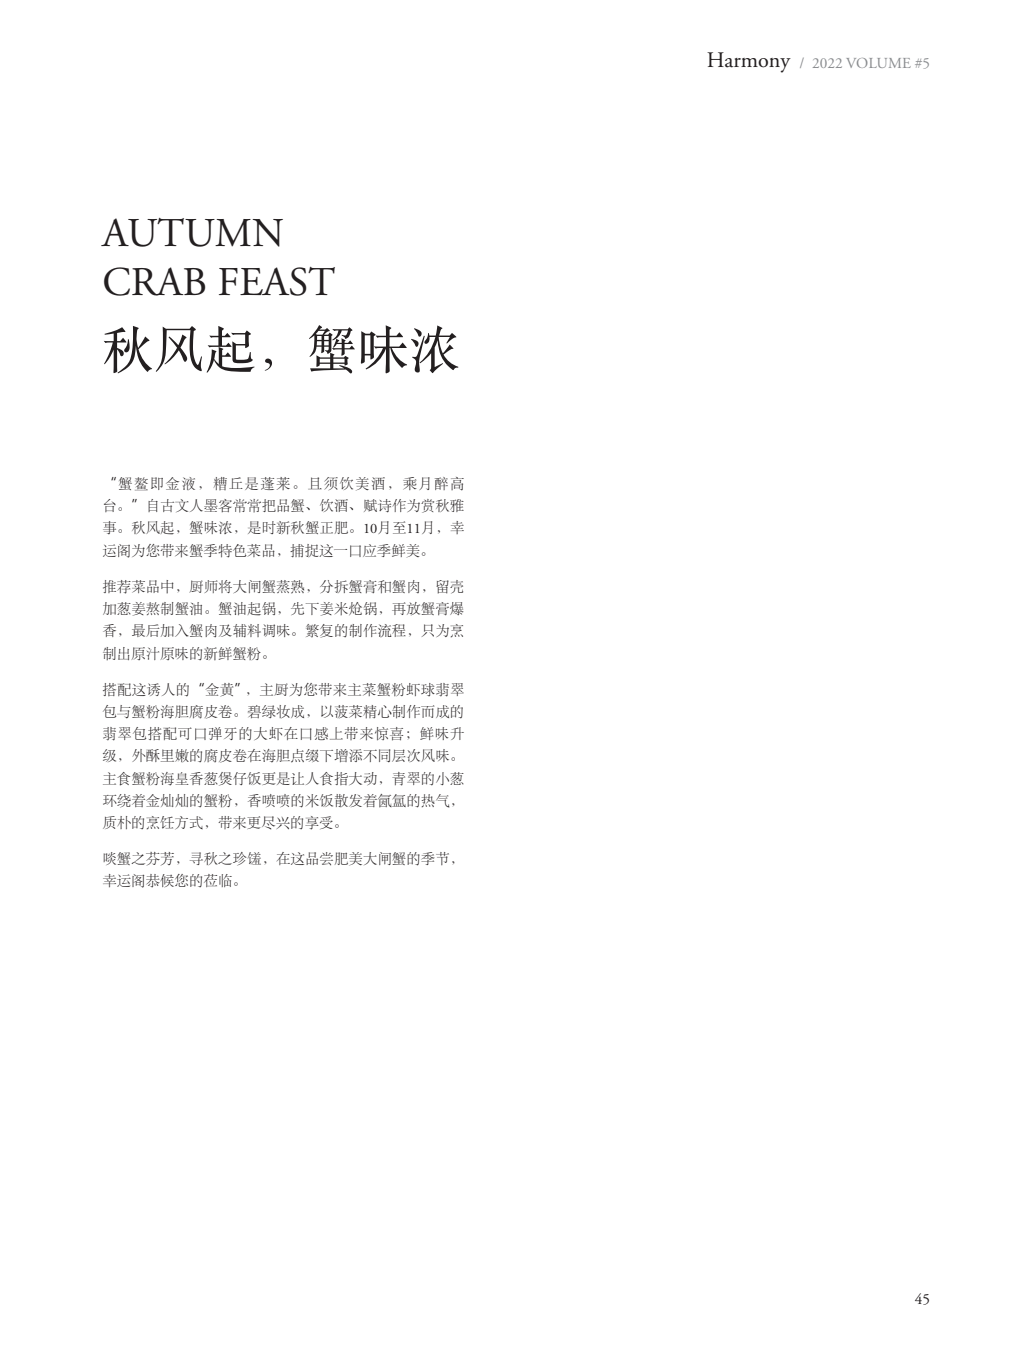 Harmony / 2022 VOLUME #5
AUTUMN
CRAB FEAST
秋风起，蟹味浓
“蟹螯即金液，糟丘是蓬莱。且须饮美酒，乘月醉高
台。”自古文人墨客常常把品蟹、饮酒、赋诗作为赏秋雅
事。秋风起，蟹味浓，是时新秋蟹正肥。10月至11月，幸
运阁为您带来蟹季特色菜品，捕捉这一口应季鲜美。
推荐菜品中，厨师将大闸蟹蒸熟，分拆蟹膏和蟹肉，留壳
加葱姜熬制蟹油。蟹油起锅，先下姜米炝锅，再放蟹膏爆
香，最后加入蟹肉及辅料调味。繁复的制作流程，只为烹
制出原汁原味的新鲜蟹粉。
搭配这诱人的“金黄”，主厨为您带来主菜蟹粉虾球翡翠
包与蟹粉海胆腐皮卷。碧绿妆成，以菠菜精心制作而成的
翡翠包搭配可口弹牙的大虾在口感上带来惊喜；鲜味升
级，外酥里嫩的腐皮卷在海胆点缀下增添不同层次风味。
主食蟹粉海皇香葱煲仔饭更是让人食指大动，青翠的小葱
环绕着金灿灿的蟹粉，香喷喷的米饭散发着氤氲的热气，
质朴的烹饪方式，带来更尽兴的享受。
啖蟹之芬芳，寻秋之珍馐，在这品尝肥美大闸蟹的季节，
幸运阁恭候您的莅临。
45